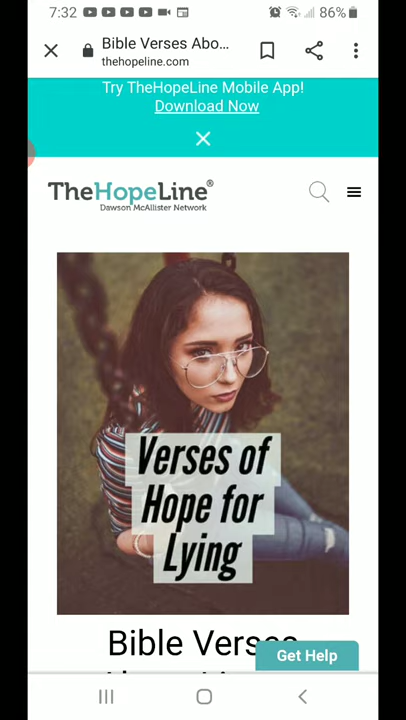 7:32 86%
Bible Verses Abo...
thehopeline.com
Try TheHopeLine Mobile App!
Download Now
TheHopeLine®
Dawson McAllister Network
Verses of
Hope for
Lying
Bible Verses
Get Help